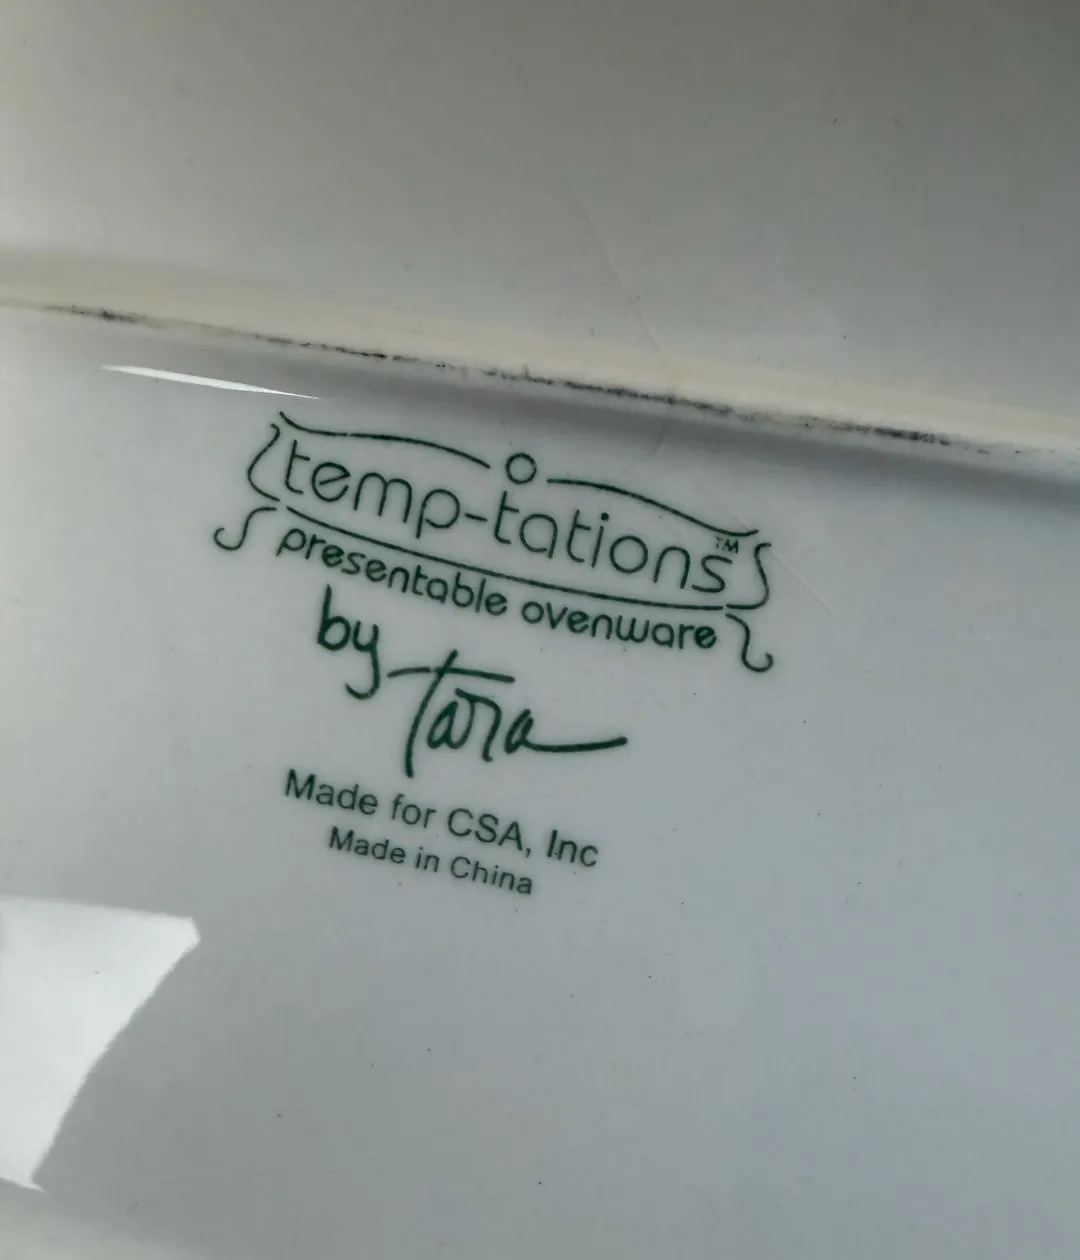 temp-tations™
presentable ovenware
by Tara
Made for CSA, Inc
Made in China